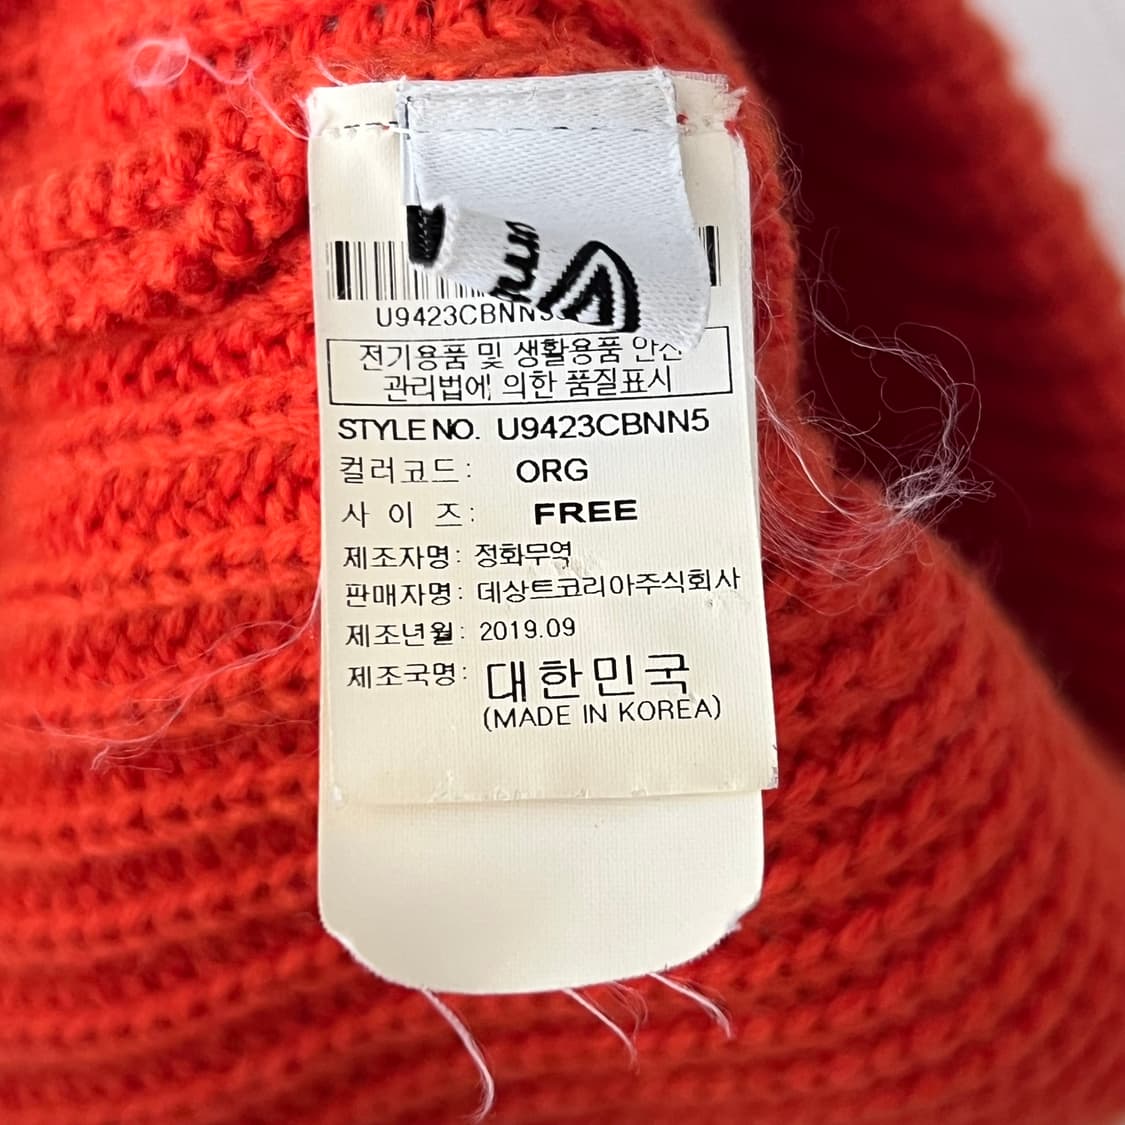 전기용품 및 생활용품 안전
관리법에 의한 품질표시
STYLE NO. U9423CBNN5
컬러코드: ORG
사이즈: FREE
제조자명: 정화무역
판매자명: 데상트코리아주식회사
제조년월: 2019.09
제조국명: 대한민국
(MADE IN KOREA)